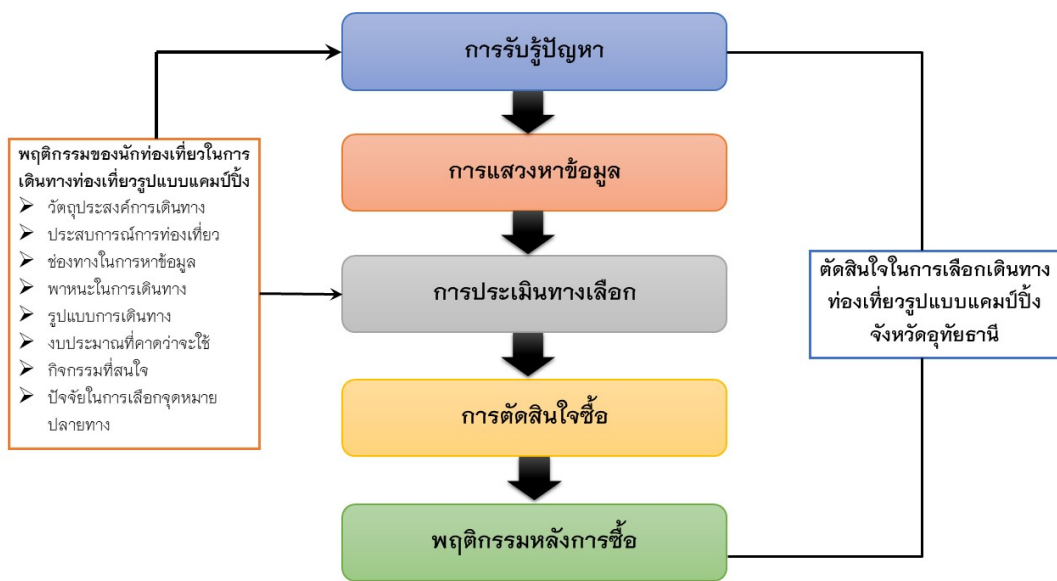 การรับรู้ปัญหา
พฤติกรรมของนักท่องเที่ยวในการ
เดินทางท่องเที่ยวรูปแบบแคมป์ปิ้ง
วัตถุประสงค์การเดินทาง
ประสบการณ์การท่องเที่ยว
ช่องทางในการหาข้อมูล
พาหนะในการเดินทาง
รูปแบบการเดินทาง
งบประมาณที่คาดว่าจะใช้
กิจกรรมที่สนใจ
ปัจจัยในการเลือกจุดหมาย
ปลายทาง
การแสวงหาข้อมูล
การประเมินทางเลือก
การตัดสินใจซื้อ
พฤติกรรมหลังการซื้อ
ตัดสินใจในการเลือกเดินทาง
ท่องเที่ยวรูปแบบแคมป์ปิ้ง
จังหวัดอุทัยธานี